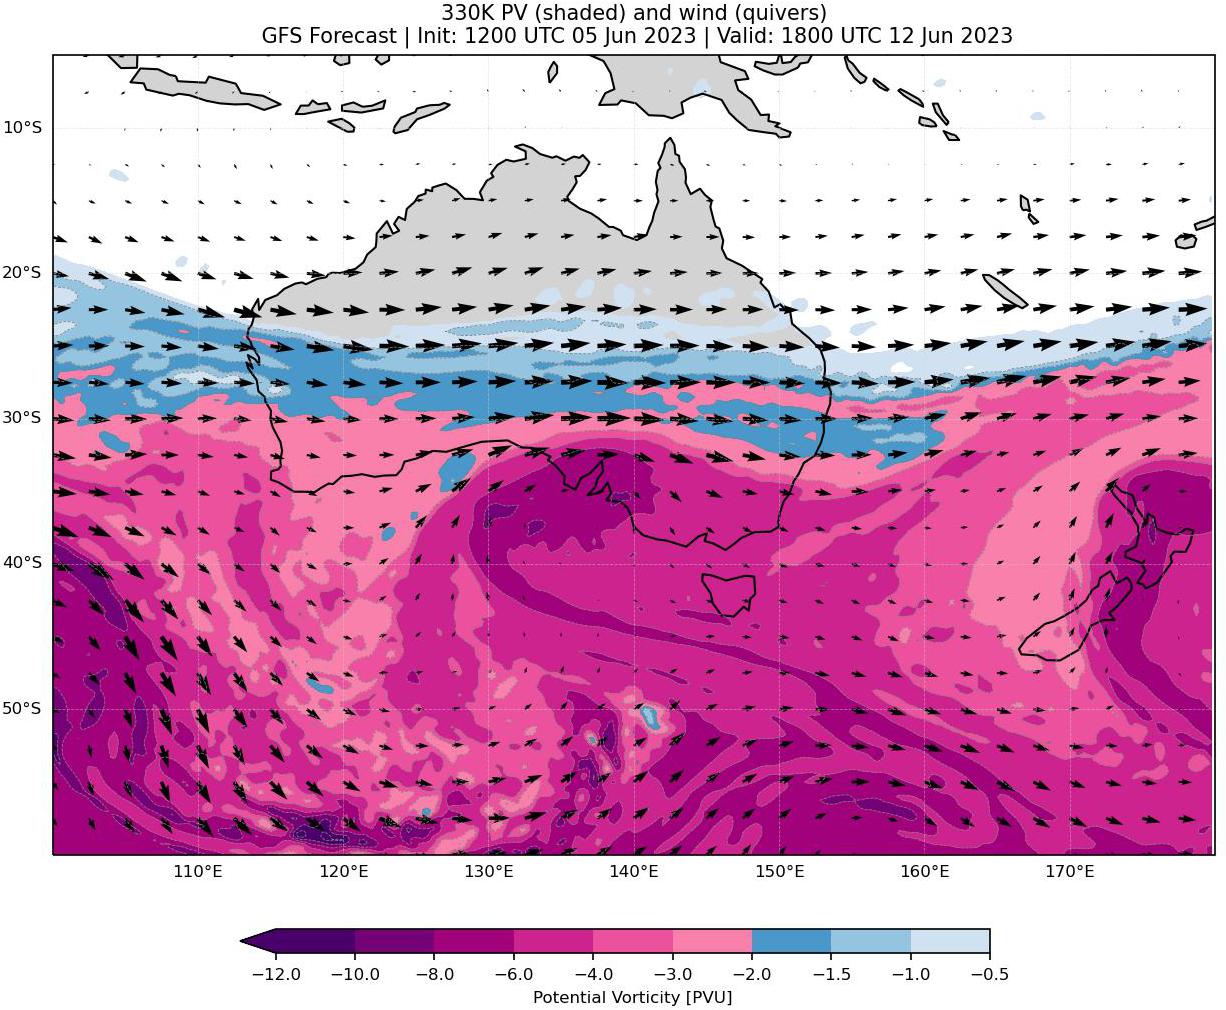 330K PV (shaded) and wind (quivers)
GFS Forecast | Init: 1200 UTC 05 Jun 2023 | Valid: 1800 UTC 12 Jun 2023
10°S
20°S
30°S
40°S
50°S
110°E 120°E 130°E 140°E 150°E 160°E 170°E
−12.0 −10.0 −8.0 −6.0 −4.0 −3.0 −2.0 −1.5 −1.0 −0.5
Potential Vorticity [PVU]